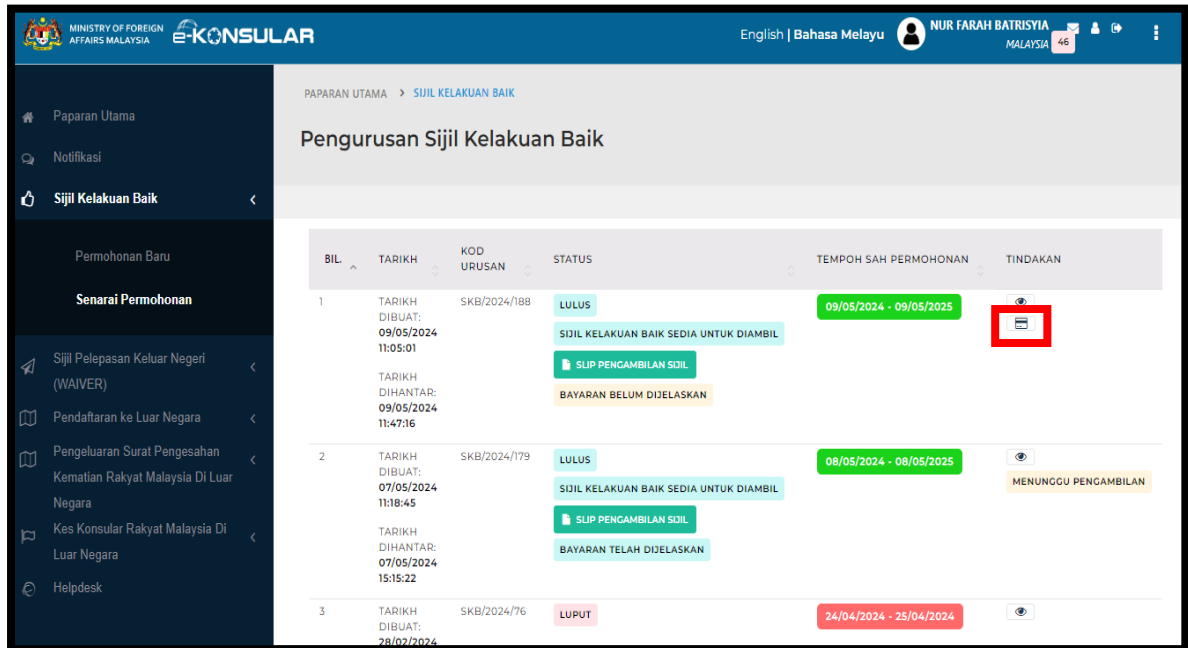 MINISTRY OF FOREIGN
AFFAIRS MALAYSIA
e-KONSULAR
English | Bahasa Melayu
NUR FARAH BATRISYIA
MALAYSIA
46
Paparan Utama
Notifikasi
Sijil Kelakuan Baik
Permohonan Baru
Senarai Permohonan
Sijil Pelepasan Keluar Negeri
(WAIVER)
Pendaftaran ke Luar Negara
Pengeluaran Surat Pengesahan
Kematian Rakyat Malaysia Di Luar
Negara
Kes Konsular Rakyat Malaysia Di
Luar Negara
Helpdesk
PAPARAN UTAMA > SIJIL KELAKUAN BAIK
Pengurusan Sijil Kelakuan Baik
BIL. TARIKH KOD URUSAN STATUS TEMPOH SAH PERMOHONAN TINDAKAN
1
TARIKH
DIBUAT:
09/05/2024
11:05:01
TARIKH
DIHANTAR:
09/05/2024
11:47:16
SKB/2024/188
LULUS
SIJIL KELAKUAN BAIK SEDIA UNTUK DIAMBIL
SLIP PENGAMBILAN SIJIL
BAYARAN BELUM DIJELASKAN
09/05/2024 - 09/05/2025
2
TARIKH
DIBUAT:
07/05/2024
11:18:45
TARIKH
DIHANTAR:
07/05/2024
15:15:22
SKB/2024/179
LULUS
SIJIL KELAKUAN BAIK SEDIA UNTUK DIAMBIL
SLIP PENGAMBILAN SIJIL
BAYARAN TELAH DIJELASKAN
08/05/2024 - 08/05/2025
MENUNGGU PENGAMBILAN
3
TARIKH
DIBUAT:
28/02/2024
SKB/2024/76
LUPUT
24/04/2024 - 25/04/2024